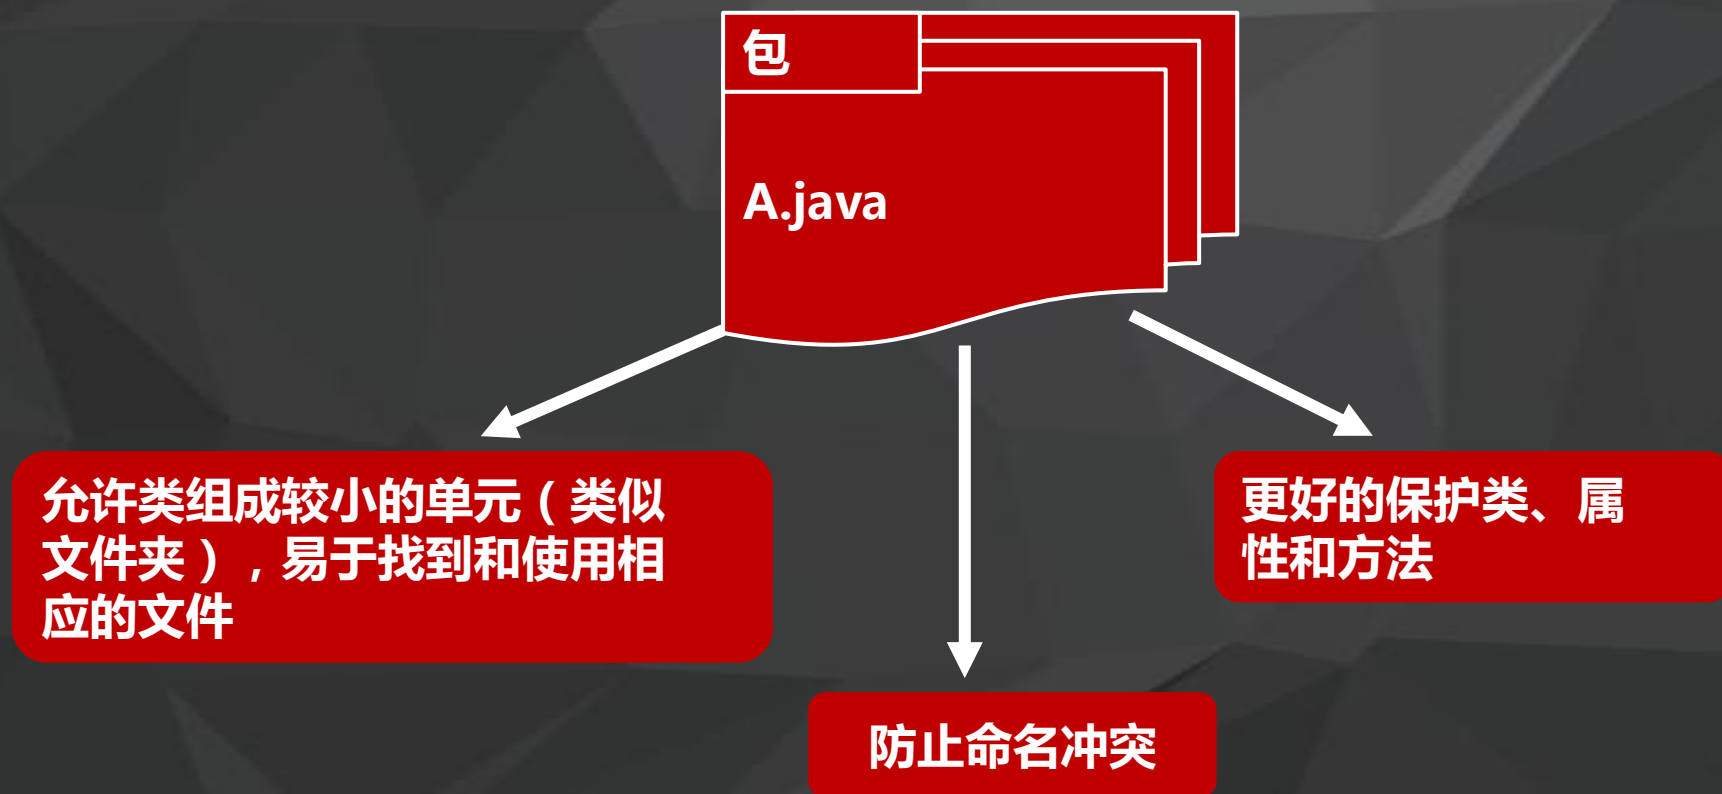 包
A.java
允许类组成较小的单元（类似
文件夹），易于找到和使用相
应的文件
更好的保护类、属
性和方法
防止命名冲突